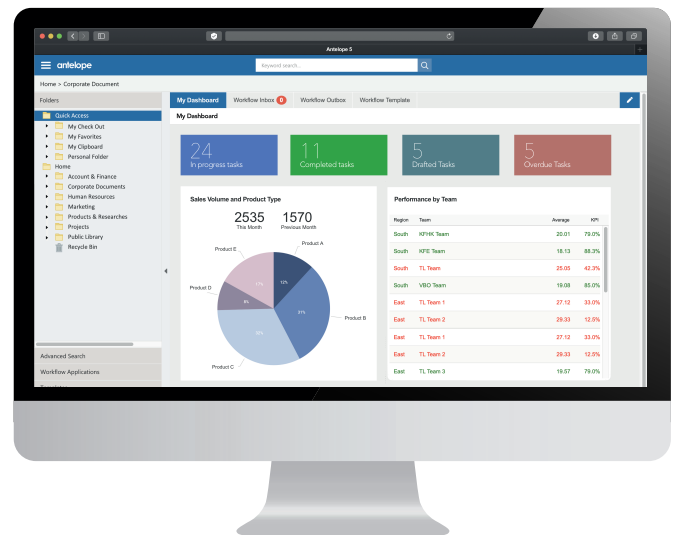 Antelope 5
antelope
Keyword search..
Home > Corporate Document
Folders
My Dashboard
Workflow Inbox 6
Workflow Outbox
Workflow Template
Quick Access
My Check Out
My Favorites
My Clipboard
Personal Folder
Home
Account & Finance
Corporate Documents
Human Resources
Marketing
Products & Researches
Projects
Public Library
Recycle Bin
Advanced Search
Workflow Applications
My Dashboard
24
In progress tasks
11
Completed tasks
5
Drafted Tasks
5
Overdue Tasks
Sales Volume and Product Type
2535
This Month
1570
Previous Month
Product A
Product E
Product D
Product B
Product C
12%
31%
Performance by Team
Region Team Average KPI
South KFHK Team 20.01 79.0%
South KFE Team 18.13 88.3%
South TL Team 25.05 42.3%
South VBO Team 19.08 85.0%
East TL Team 1 27.12 33.0%
East TL Team 2 29.33 12.5%
East TL Team 1 27.12 33.0%
East TL Team 2 29.33 12.5%
East TL Team 3 19.57 79.0%